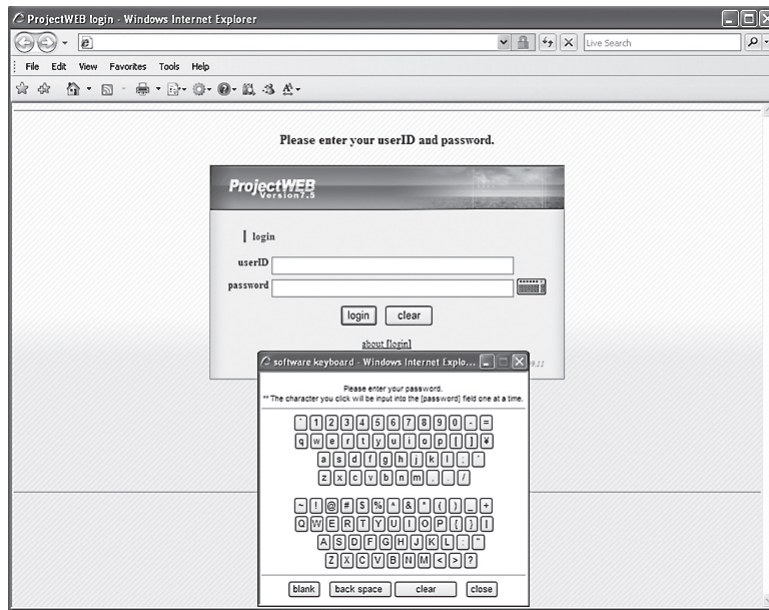 ProjectWEB login - Windows Internet Explorer
Live Search
File Edit View Favorites Tools Help
Please enter your userID and password.
ProjectWEB
Version7.5
login
userID
password
login clear
about [login]
software keyboard - Windows Internet Explo...
Please enter your password.
** The character you click will be input into the [password] field one at a time.
` 1 2 3 4 5 6 7 8 9 0 - =
q w e r t y u i o p [ ] ¥
a s d f g h j k l ; '
z x c v b n m , . /
~ ! @ # $ % ^ & * ( ) _ +
Q W E R T Y U I O P { } |
A S D F G H J K L : "
Z X C V B N M < > ?
blank back space clear close